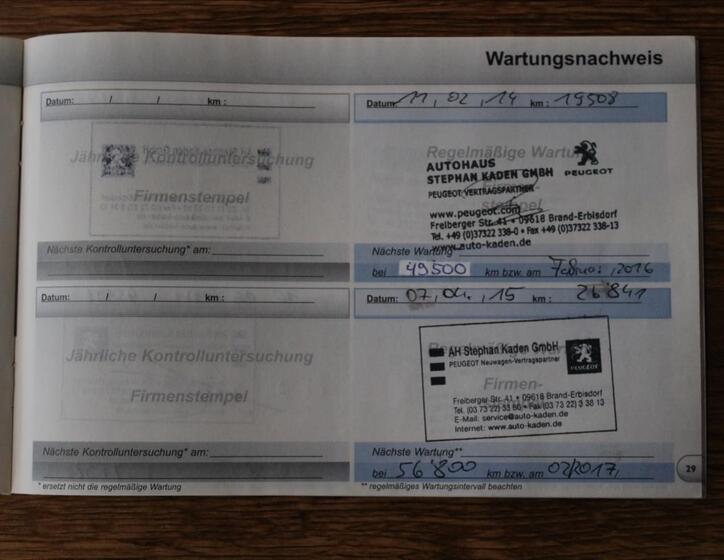 Wartungsnachweis
Datum: / / km :
Jährliche Kontrolluntersuchung
Firmenstempel
Nächste Kontrolluntersuchung* am:
Datum: 11, 02, 14 km : 19508
Regelmäßige Wartung
AUTOHAUS
STEPHAN KADEN GMBH
PEUGEOT VERTRAGSPARTNER
PEUGEOT
Firmen-
stempel
www.peugeot.com
Freiberger Str. 41 • 09618 Brand-Erbisdorf
Tel. +49 (0)37322 338-0 • Fax +49 (0)37322 338-13
www.auto-kaden.de
Nächste Wartung
bei 49500 km bzw. am Februar, 2016
Datum: / / km :
Jährliche Kontrolluntersuchung
Firmenstempel
Nächste Kontrolluntersuchung* am:
Datum: 07, 04, 15 km : 26'841
AH Stephan Kaden GmbH
PEUGEOT Neuwagen-Vertragspartner
PEUGEOT
Firmen-
Freiberger Str. 41 • 09618 Brand-Erbisdorf
Tel. (03 73 22) 33 80 • Fax (03 73 22) 3 38 13
E-Mail: service@auto-kaden.de
Internet: www.auto-kaden.de
Nächste Wartung**
bei 56'800 km bzw. am 02/2017,
29
* ersetzt nicht die regelmäßige Wartung
** regelmäßiges Wartungsintervall beachten